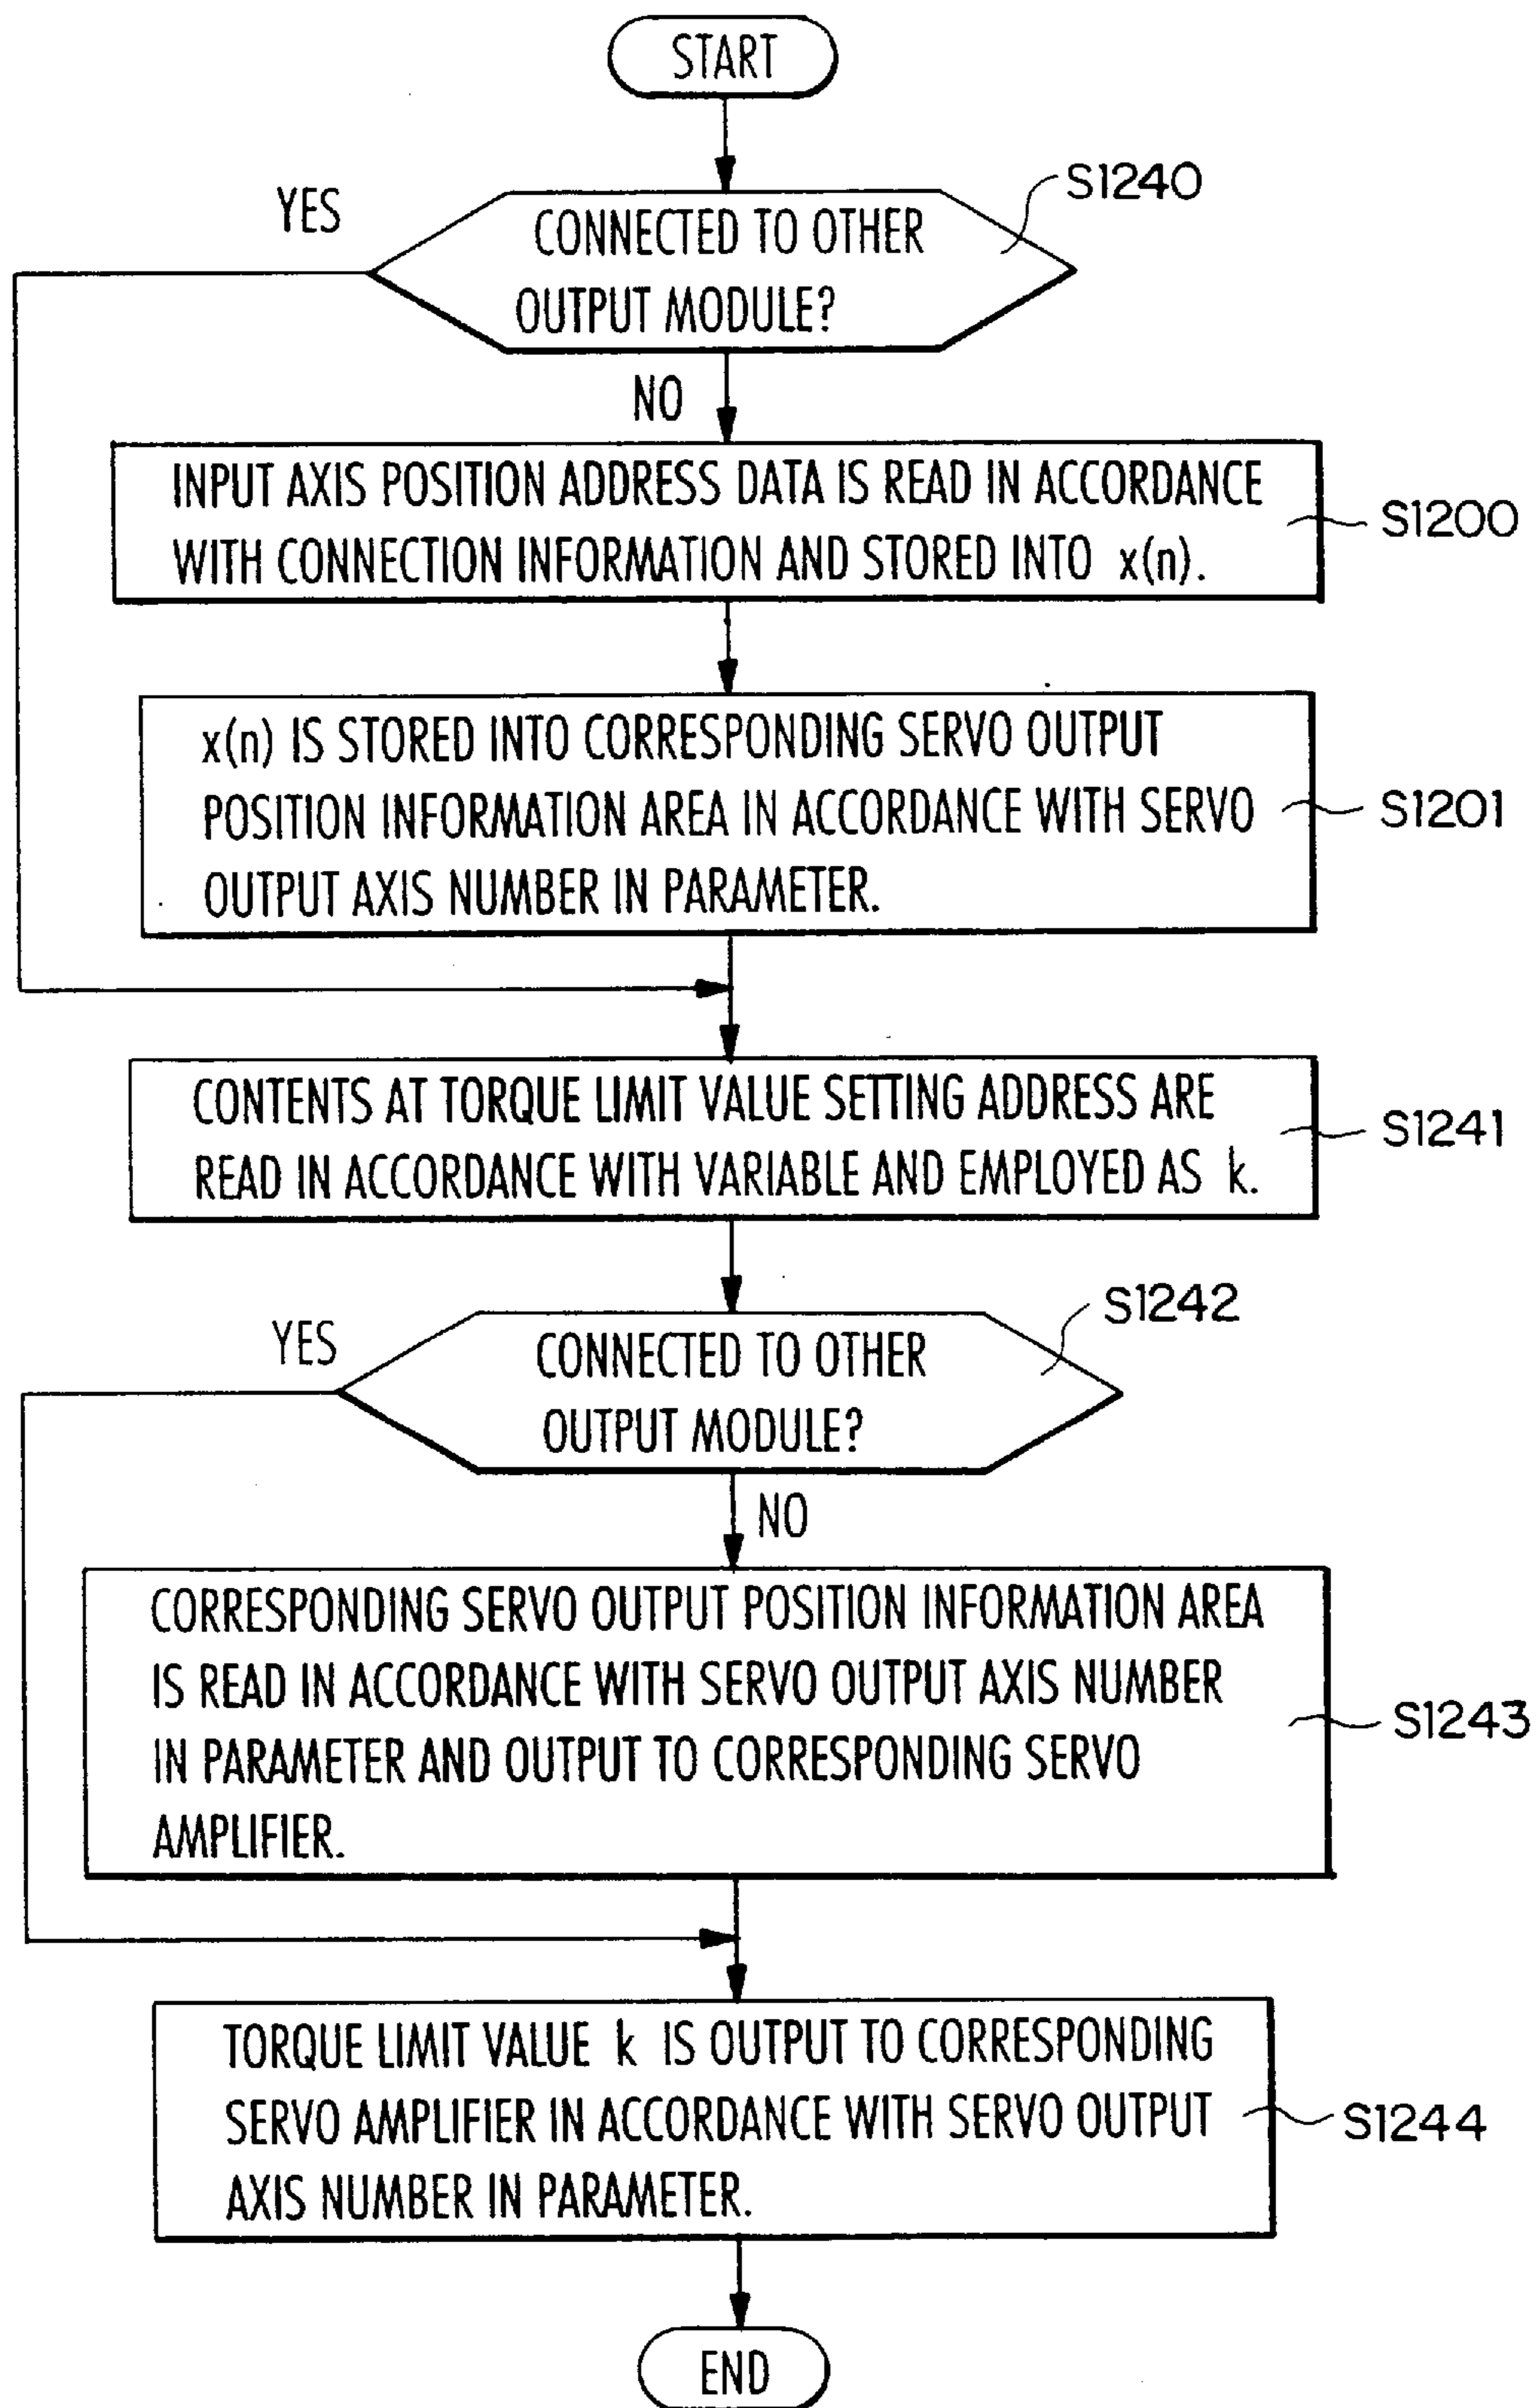 START
S1240
YES
CONNECTED TO OTHER
OUTPUT MODULE?
NO
INPUT AXIS POSITION ADDRESS DATA IS READ IN ACCORDANCE
WITH CONNECTION INFORMATION AND STORED INTO x(n).
S1200
x(n) IS STORED INTO CORRESPONDING SERVO OUTPUT
POSITION INFORMATION AREA IN ACCORDANCE WITH SERVO
OUTPUT AXIS NUMBER IN PARAMETER.
S1201
CONTENTS AT TORQUE LIMIT VALUE SETTING ADDRESS ARE
READ IN ACCORDANCE WITH VARIABLE AND EMPLOYED AS k.
S1241
S1242
YES
CONNECTED TO OTHER
OUTPUT MODULE?
NO
CORRESPONDING SERVO OUTPUT POSITION INFORMATION AREA
IS READ IN ACCORDANCE WITH SERVO OUTPUT AXIS NUMBER
IN PARAMETER AND OUTPUT TO CORRESPONDING SERVO
AMPLIFIER.
S1243
TORQUE LIMIT VALUE k IS OUTPUT TO CORRESPONDING
SERVO AMPLIFIER IN ACCORDANCE WITH SERVO OUTPUT
AXIS NUMBER IN PARAMETER.
S1244
END